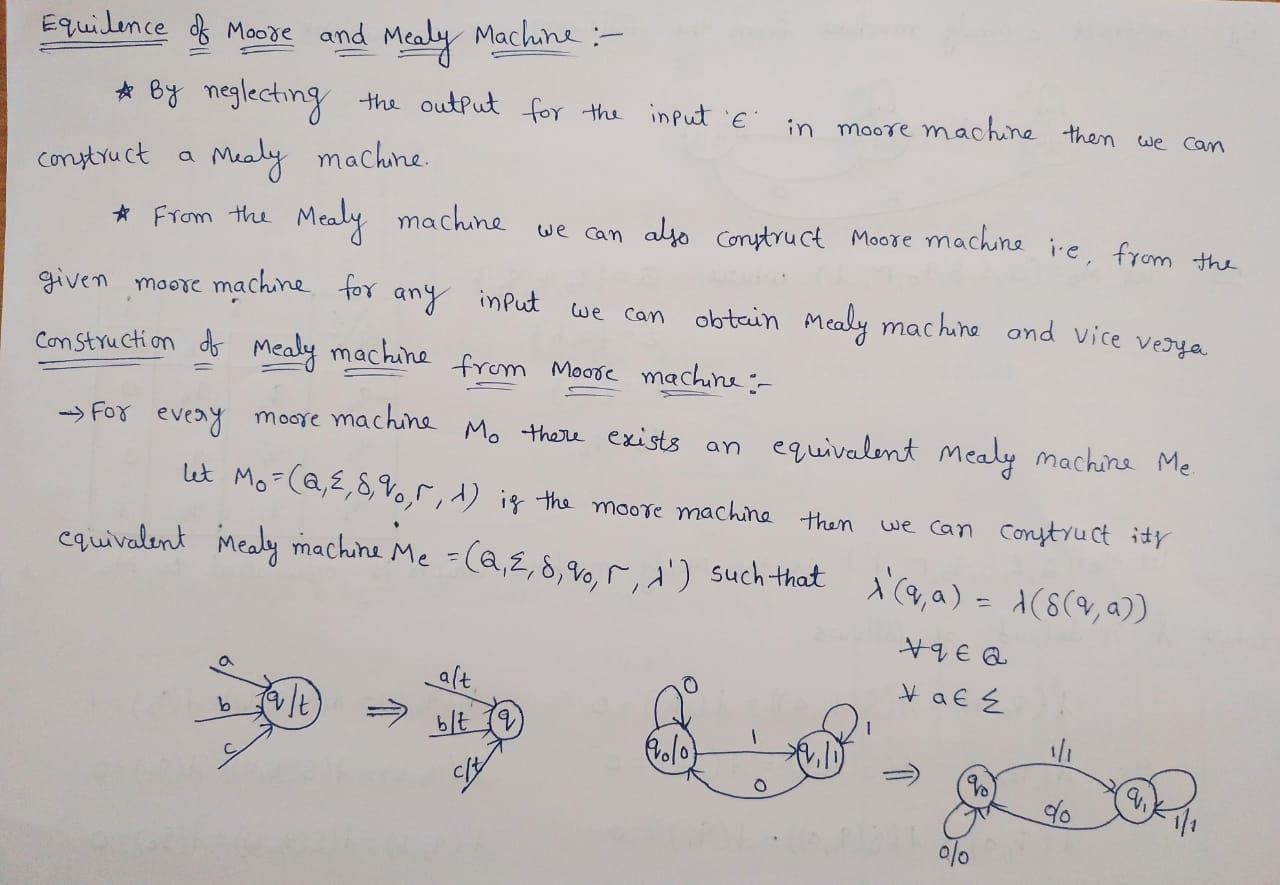 Equilence of Moore and Mealy Machine :-
* By neglecting the output for the input 'ε' in moore machine then we can
construct a Mealy machine.
* From the Mealy machine we can also construct Moore machine i.e, from the
given moore machine for any input we can obtain Mealy machine and vice versa
Construction of Mealy machine from Moore machine :-
→ For every moore machine Mo there exists an equivalent Mealy machine Me.
Let Mo = (Q, Σ, δ, q₀, Γ, λ) is the moore machine then we can construct its
equivalent Mealy machine Me = (Q, Σ, δ, q₀, Γ, λ') such that λ'(q, a) = λ(δ(q, a))
∀ q ∈ Q
∀ a ∈ Σ
a
b
c
q/t
⇒
a/t
b/t
c/t
q
0
q₀/0
1
0
q₁/1
1
⇒
q₀
1/1
0/0
q₁
1/1
0/0